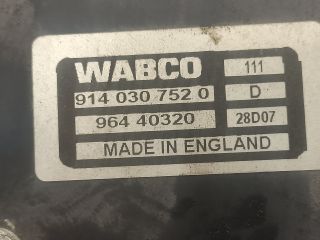 WABCO 111
914 030 752 0 D
964 40320 28D07
MADE IN ENGLAND